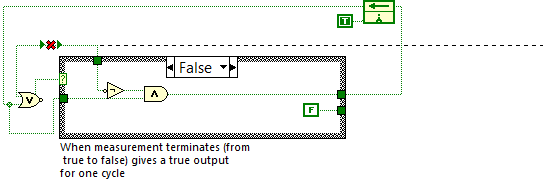 T
False
?
V
Λ
F
When measurement terminates (from
true to false) gives a true output
for one cycle